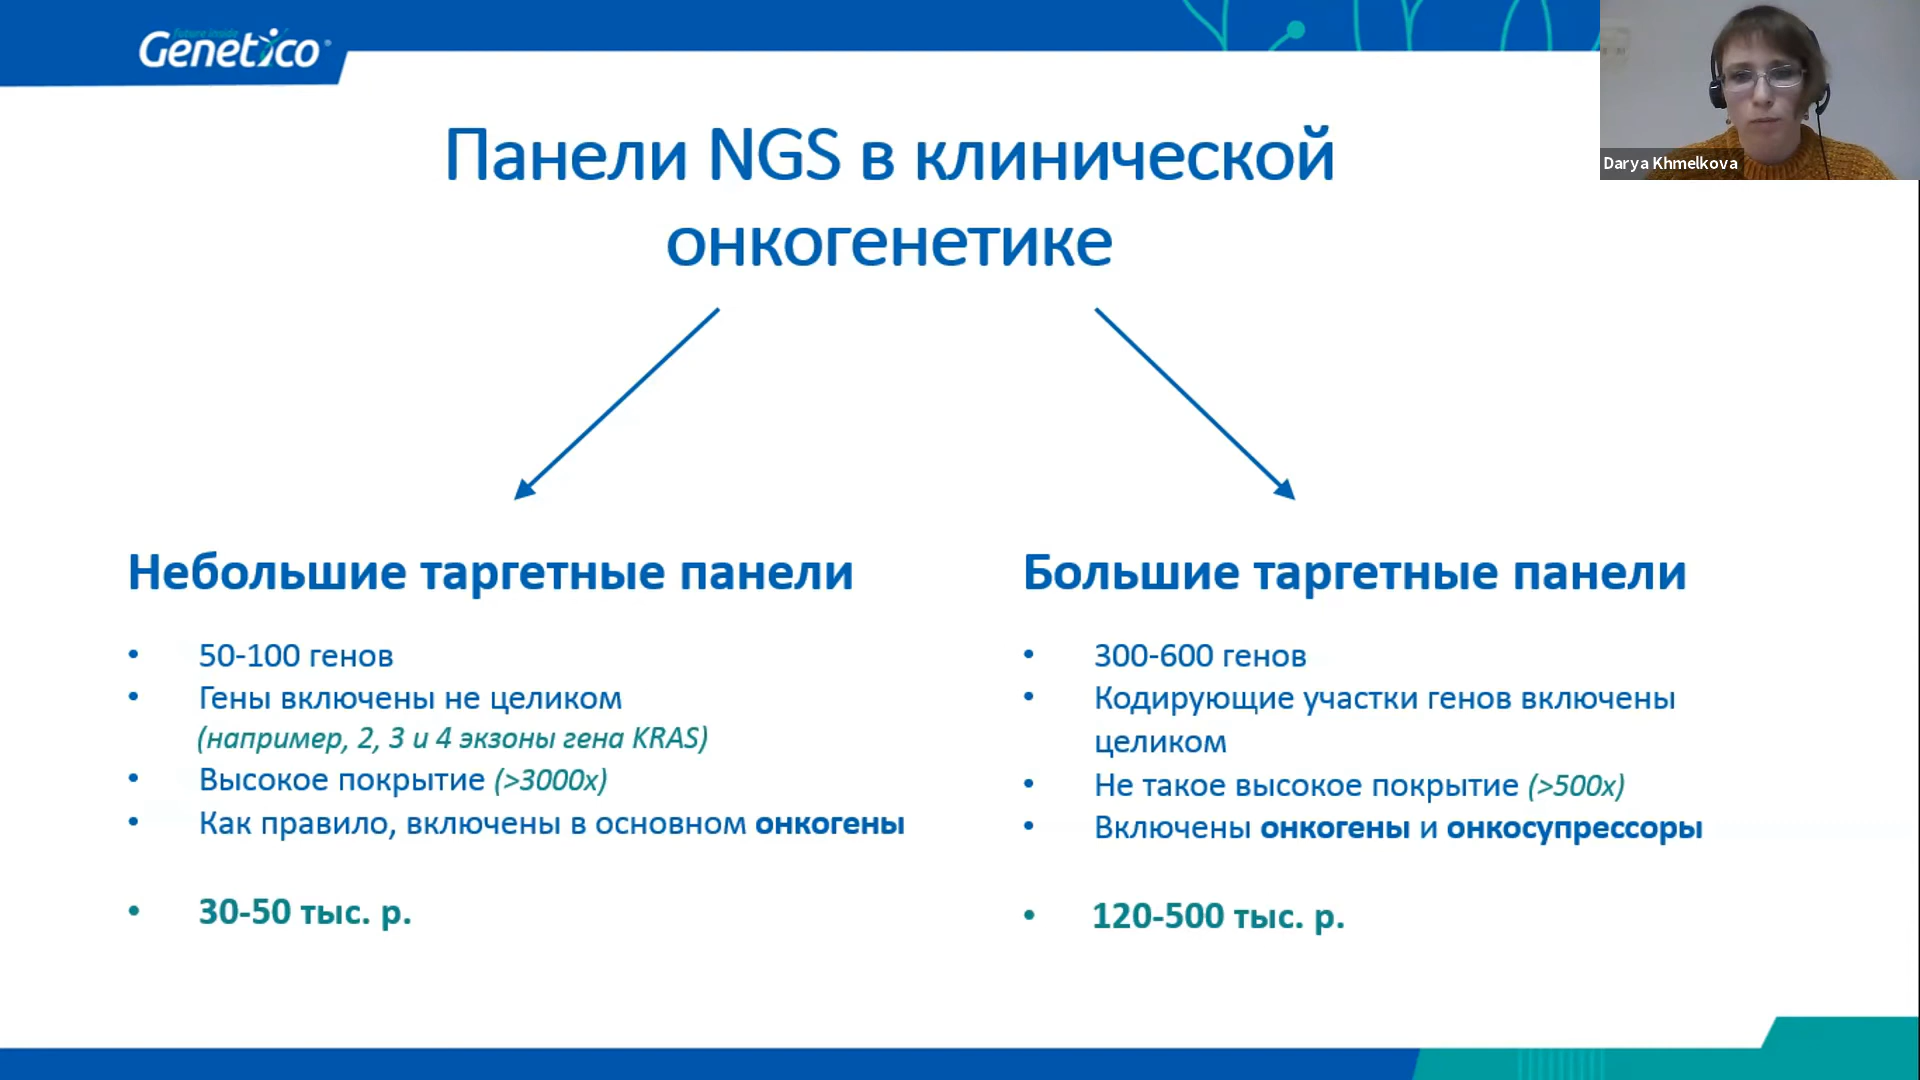 future inside
Genetico
Darya Khmelkova
Панели NGS в клинической
онкогенетике
Небольшие таргетные панели
• 50-100 генов
• Гены включены не целиком
(например, 2, 3 и 4 экзоны гена KRAS)
• Высокое покрытие (>3000x)
• Как правило, включены в основном онкогены
• 30-50 тыс. р.
Большие таргетные панели
• 300-600 генов
• Кодирующие участки генов включены
целиком
• Не такое высокое покрытие (>500x)
• Включены онкогены и онкосупрессоры
• 120-500 тыс. р.